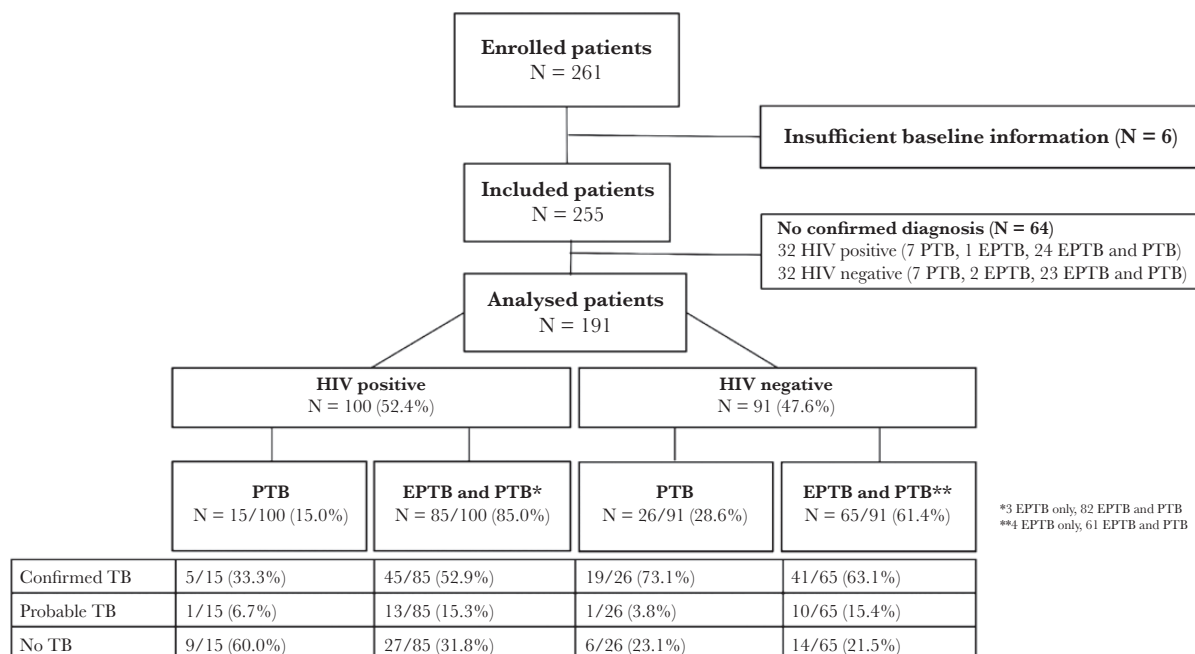 Enrolled patients
N = 261
Insufficient baseline information (N = 6)
Included patients
N = 255
No confirmed diagnosis (N = 64)
32 HIV positive (7 PTB, 1 EPTB, 24 EPTB and PTB)
32 HIV negative (7 PTB, 2 EPTB, 23 EPTB and PTB)
Analysed patients
N = 191
HIV positive
N = 100 (52.4%)
HIV negative
N = 91 (47.6%)
PTB
N = 15/100 (15.0%)
EPTB and PTB*
N = 85/100 (85.0%)
PTB
N = 26/91 (28.6%)
EPTB and PTB**
N = 65/91 (61.4%)
*3 EPTB only, 82 EPTB and PTB
**4 EPTB only, 61 EPTB and PTB
Confirmed TB 5/15 (33.3%) 45/85 (52.9%) 19/26 (73.1%) 41/65 (63.1%)
Probable TB 1/15 (6.7%) 13/85 (15.3%) 1/26 (3.8%) 10/65 (15.4%)
No TB 9/15 (60.0%) 27/85 (31.8%) 6/26 (23.1%) 14/65 (21.5%)